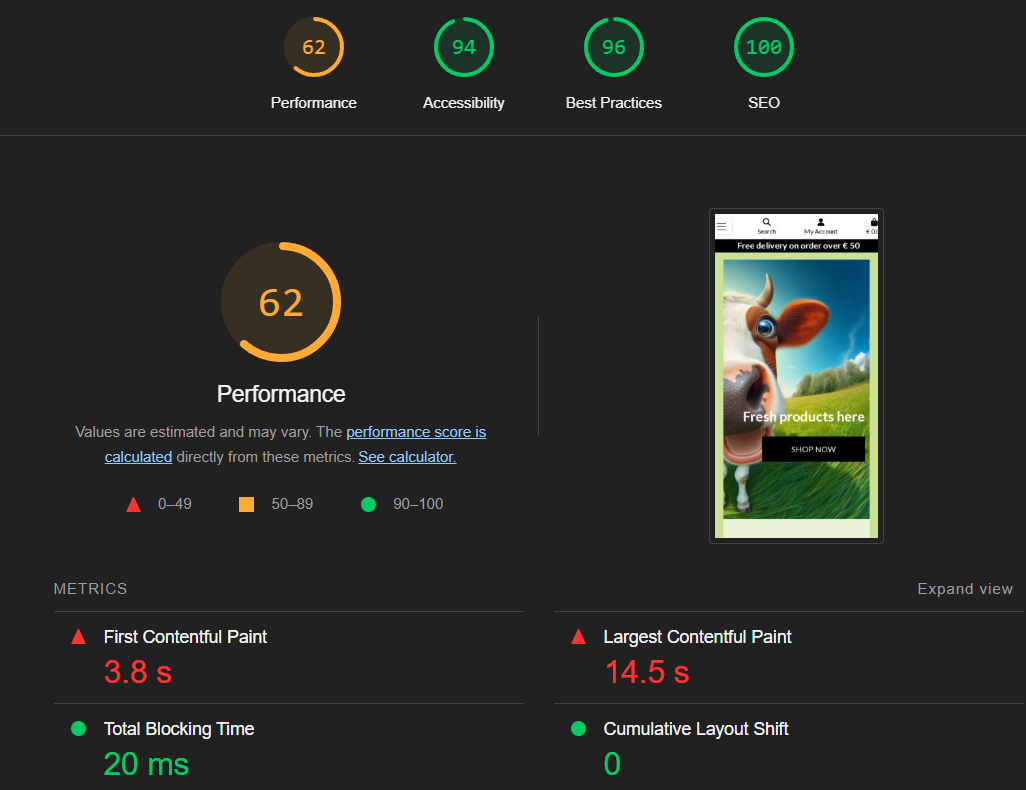 62 94 96 100
Performance Accessibility Best Practices SEO
62
Performance
Values are estimated and may vary. The performance score is
calculated directly from these metrics. See calculator.
0–49 50–89 90–100
Search My Account
Free delivery on order over € 50
Fresh products here
SHOP NOW
METRICS Expand view
First Contentful Paint
3.8 s
Largest Contentful Paint
14.5 s
Total Blocking Time
20 ms
Cumulative Layout Shift
0